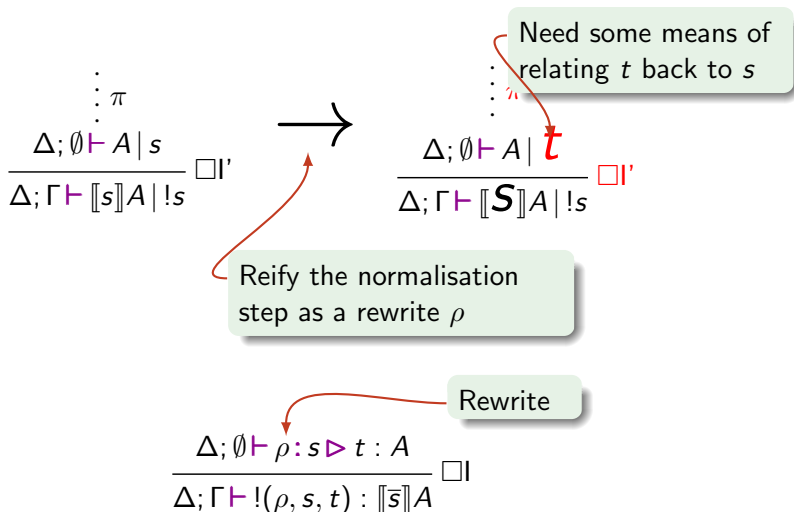 Need some means of
relating t back to s
⋮ π
Δ; ∅ ⊢ A | s
Δ; Γ ⊢ ⟦s⟧A | !s □I'
Δ; ∅ ⊢ A | t
Δ; Γ ⊢ ⟦s⟧A | !s □I'
Reify the normalisation
step as a rewrite ρ
Rewrite
Δ; ∅ ⊢ ρ : s ▷ t : A
Δ; Γ ⊢ !(ρ, s, t) : ⟦s̅⟧A □I